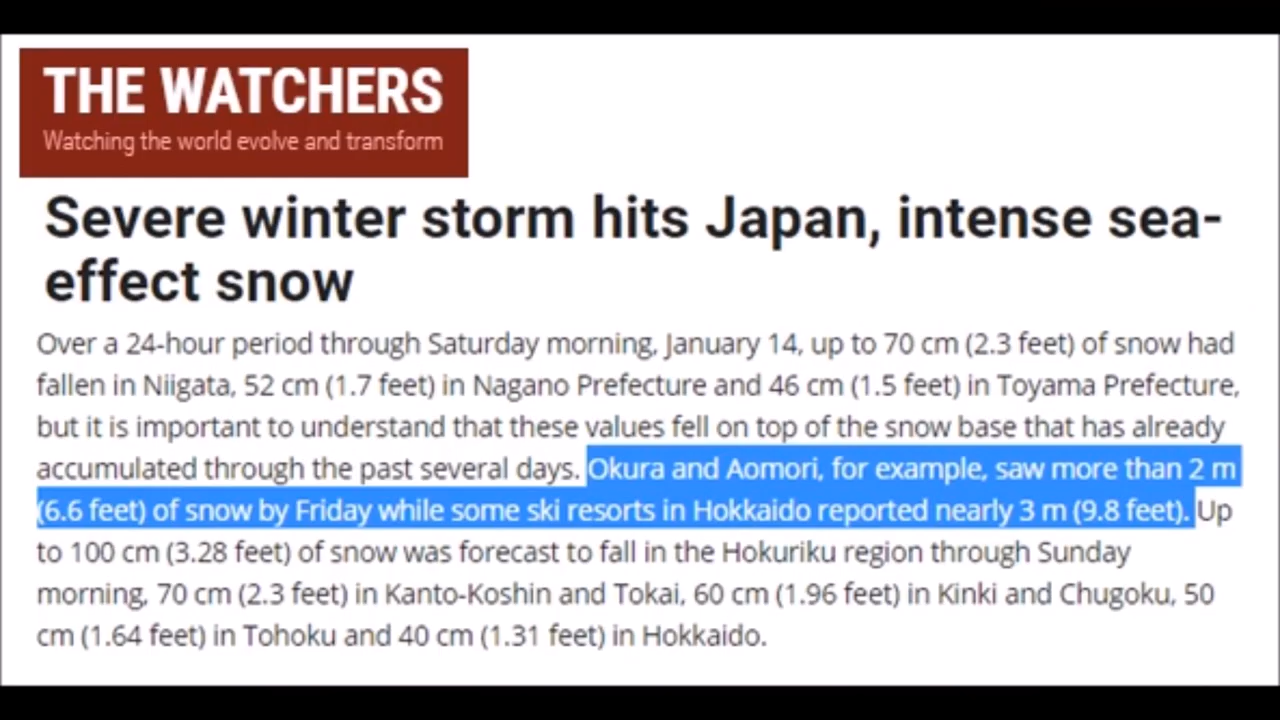 THE WATCHERS
Watching the world evolve and transform
Severe winter storm hits Japan, intense sea-
effect snow
Over a 24-hour period through Saturday morning, January 14, up to 70 cm (2.3 feet) of snow had
fallen in Niigata, 52 cm (1.7 feet) in Nagano Prefecture and 46 cm (1.5 feet) in Toyama Prefecture,
but it is important to understand that these values fell on top of the snow base that has already
accumulated through the past several days. Okura and Aomori, for example, saw more than 2 m
(6.6 feet) of snow by Friday while some ski resorts in Hokkaido reported nearly 3 m (9.8 feet). Up
to 100 cm (3.28 feet) of snow was forecast to fall in the Hokuriku region through Sunday
morning, 70 cm (2.3 feet) in Kanto-Koshin and Tokai, 60 cm (1.96 feet) in Kinki and Chugoku, 50
cm (1.64 feet) in Tohoku and 40 cm (1.31 feet) in Hokkaido.